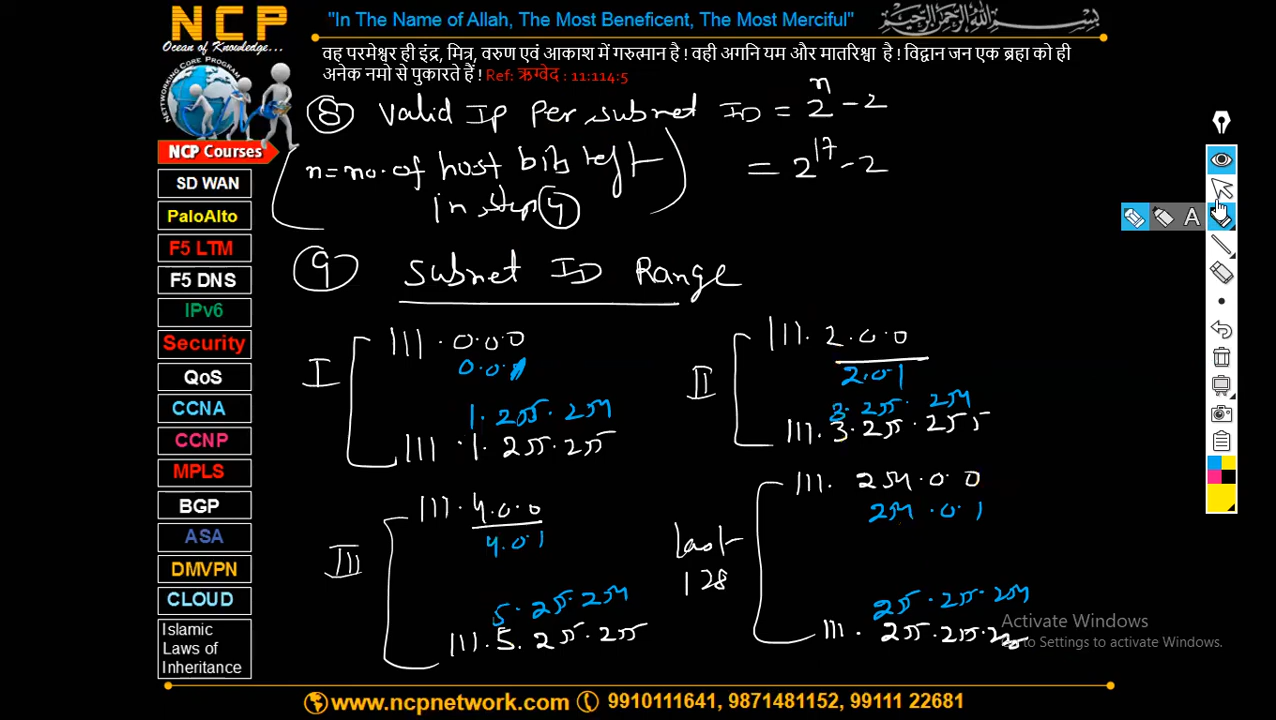 NCP
Ocean of Knowledge...
"In The Name of Allah, The Most Beneficent, The Most Merciful"
वह परमेश्वर ही इंद्र, मित्र, वरुण एवं आकाश में गरुत्मान है ! वही अगनि यम और मातरिश्वा है ! विद्वान जन एक ब्रहा को ही
अनेक नमो से पुकारते हैं ! Ref: ऋग्वेद : 11:114:5
NETWORKING CORE PROGRAM
NCP Courses
SD WAN
PaloAlto
F5 LTM
F5 DNS
IPv6
Security
QoS
CCNA
CCNP
MPLS
BGP
ASA
DMVPN
CLOUD
Islamic
Laws of
Inheritance
⑧ Valid Ip per subnet ID = 2^n - 2
(n = no. of host bits left = 2^17 - 2
in step ④)
⑨ Subnet ID Range
I
111.0.0.0
0.0.1
1.255.254
111.1.255.255
II
111.2.0.0
2.0.1
3.255.254
111.3.255.255
III
111.4.0.0
4.0.1
5.255.254
111.5.255.255
last
128
111.254.0.0
254.0.1
255.255.254
111.255.255.255
A
Activate Windows
to Settings to activate Windows.
www.ncpnetwork.com 9910111641, 9871481152, 99111 22681